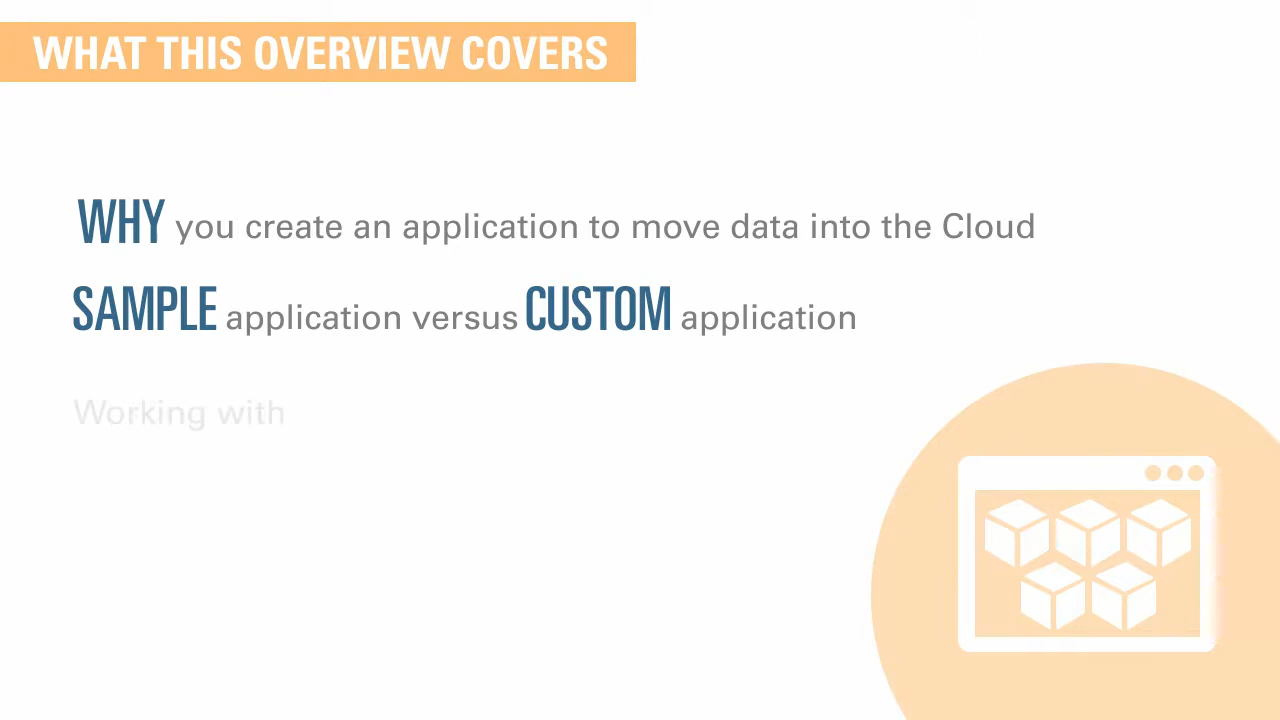 WHAT THIS OVERVIEW COVERS
WHY you create an application to move data into the Cloud
SAMPLE application versus CUSTOM application
Working with